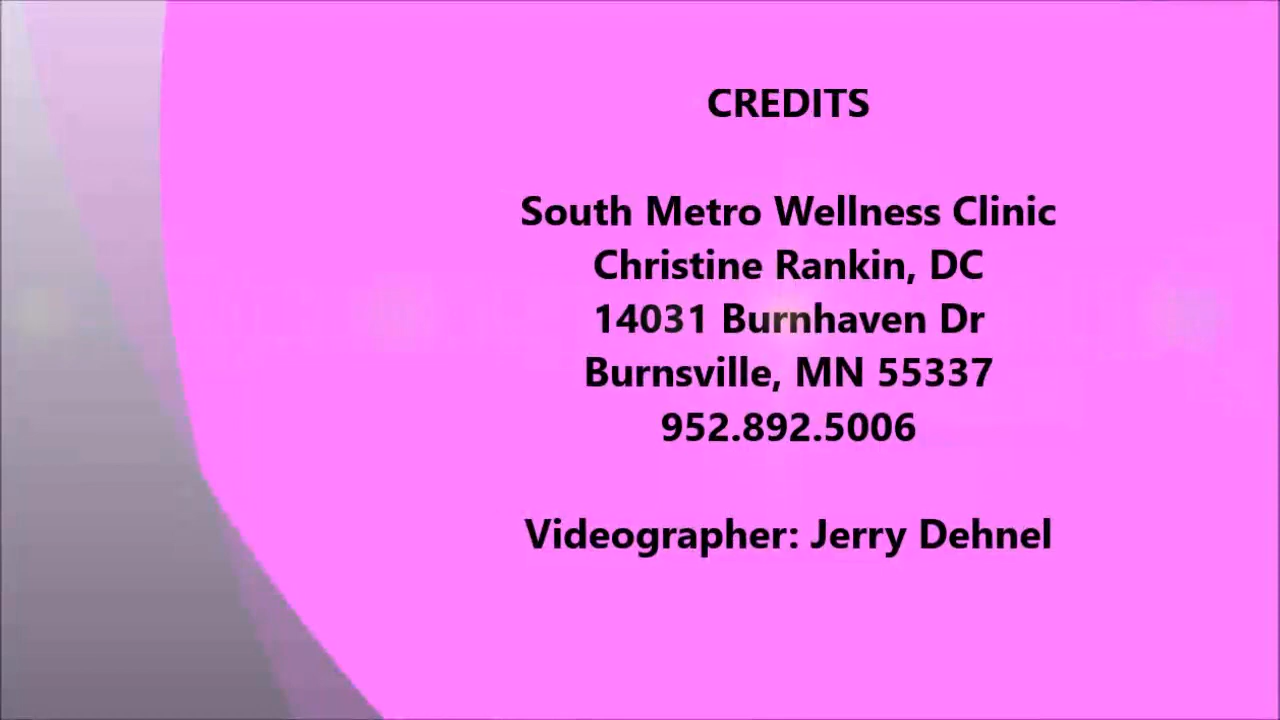 CREDITS
South Metro Wellness Clinic
Christine Rankin, DC
14031 Burnhaven Dr
Burnsville, MN 55337
952.892.5006
Videographer: Jerry Dehnel